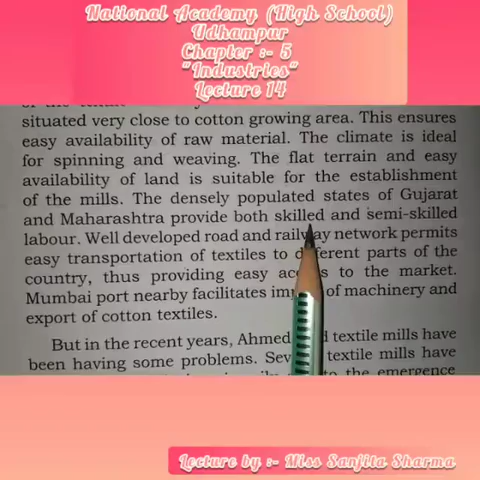 National Academy (High School)
Udhampur
Chapter :- 5
"Industries"
Lecture 14
situated very close to cotton growing area. This ensures
easy availability of raw material. The climate is ideal
for spinning and weaving. The flat terrain and easy
availability of land is suitable for the establishment
of the mills. The densely populated states of Gujarat
and Maharashtra provide both skilled and semi-skilled
labour. Well developed road and railway network permits
easy transportation of textiles to different parts of the
country, thus providing easy to the market.
Mumbai port nearby facilitates of machinery and
export of cotton textiles.
But in the recent years, textile mills have
been having some problems. textile mills have
to the emergence
Lecture by :- Miss Sanjita Sharma